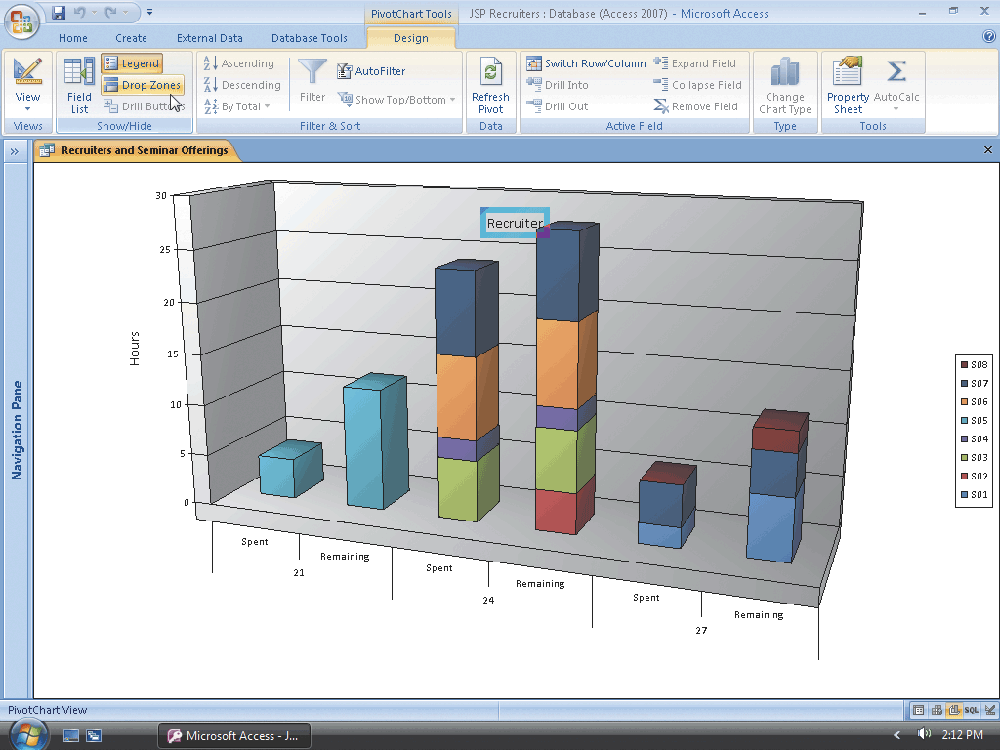 PivotChart Tools
JSP Recruiters : Database (Access 2007) - Microsoft Access
Home
Create
External Data
Database Tools
Design
View
Views
Field List
Legend
Drop Zones
Drill Buttons
Show/Hide
Ascending
Descending
By Total
Filter
AutoFilter
Show Top/Bottom
Filter & Sort
Refresh Pivot
Data
Switch Row/Column
Drill Into
Drill Out
Expand Field
Collapse Field
Remove Field
Active Field
Change Chart Type
Type
Property Sheet
AutoCalc
Tools
»
Recruiters and Seminar Offerings
Navigation Pane
Recruiter
Hours
30
25
20
15
10
5
0
Spent
Remaining
21
Spent
Remaining
24
Spent
Remaining
27
S08
S07
S06
S05
S04
S03
S02
S01
PivotChart View
SQL
Microsoft Access - J...
2:12 PM